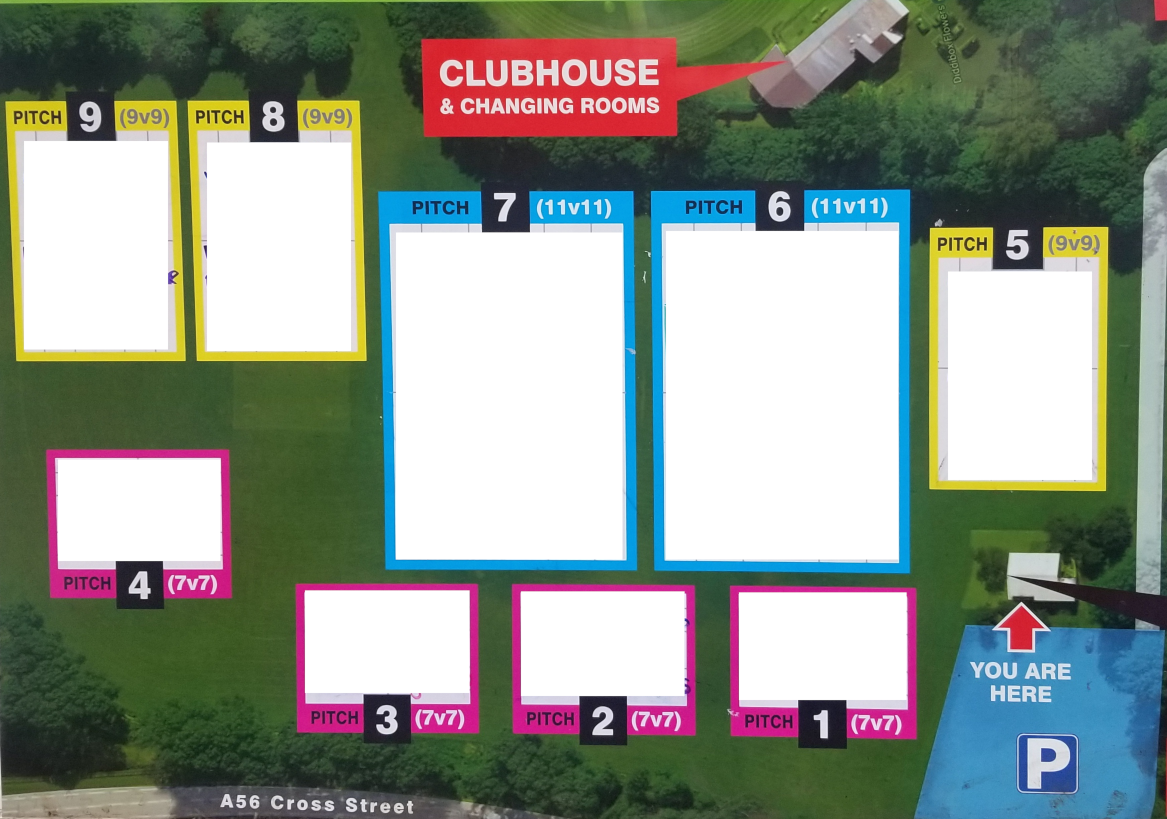 CLUBHOUSE
& CHANGING ROOMS
PITCH 9 (9v9)
PITCH 8 (9v9)
PITCH 7 (11v11)
PITCH 6 (11v11)
PITCH 5 (9v9)
PITCH 4 (7v7)
PITCH 3 (7v7)
PITCH 2 (7v7)
PITCH 1 (7v7)
YOU ARE
HERE
P
A56 Cross Street